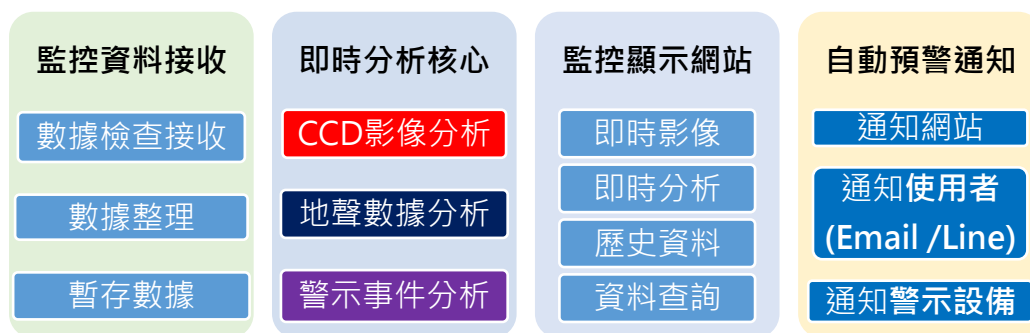 監控資料接收
數據檢查接收
數據整理
暫存數據
即時分析核心
CCD影像分析
地聲數據分析
警示事件分析
監控顯示網站
即時影像
即時分析
歷史資料
資料查詢
自動預警通知
通知網站
通知使用者
(Email /Line)
通知警示設備